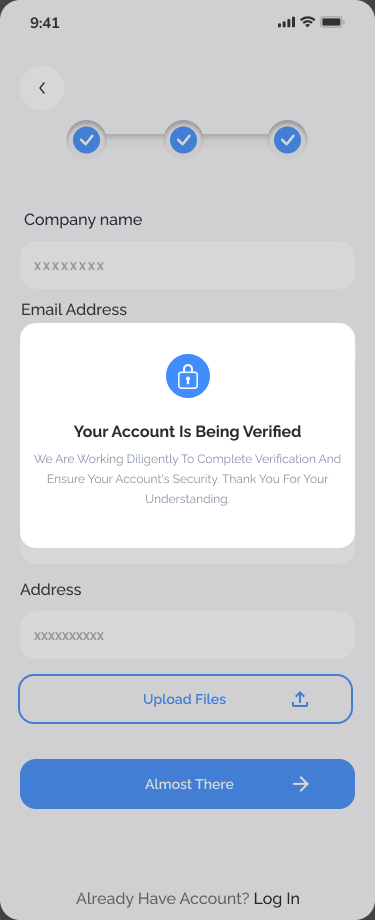 9:41
Company name
xxxxxxxx
Email Address
Your Account Is Being Verified
We Are Working Diligently To Complete Verification And
Ensure Your Account's Security. Thank You For Your
Understanding.
Address
xxxxxxxxxx
Upload Files
Almost There
Already Have Account? Log In